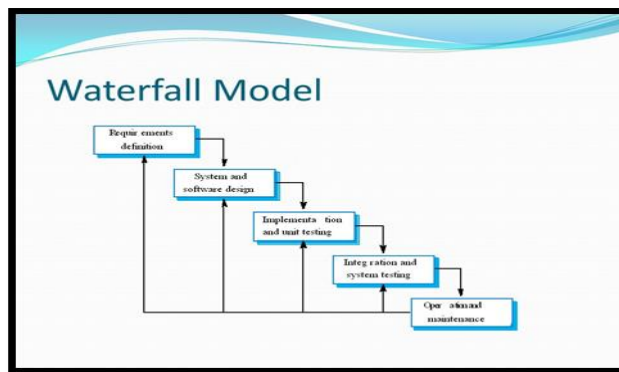 Waterfall Model
Requir ements
definition
System and
software design
Implementa tion
and unit testing
Integ ration and
system testing
Oper ation and
maintenance